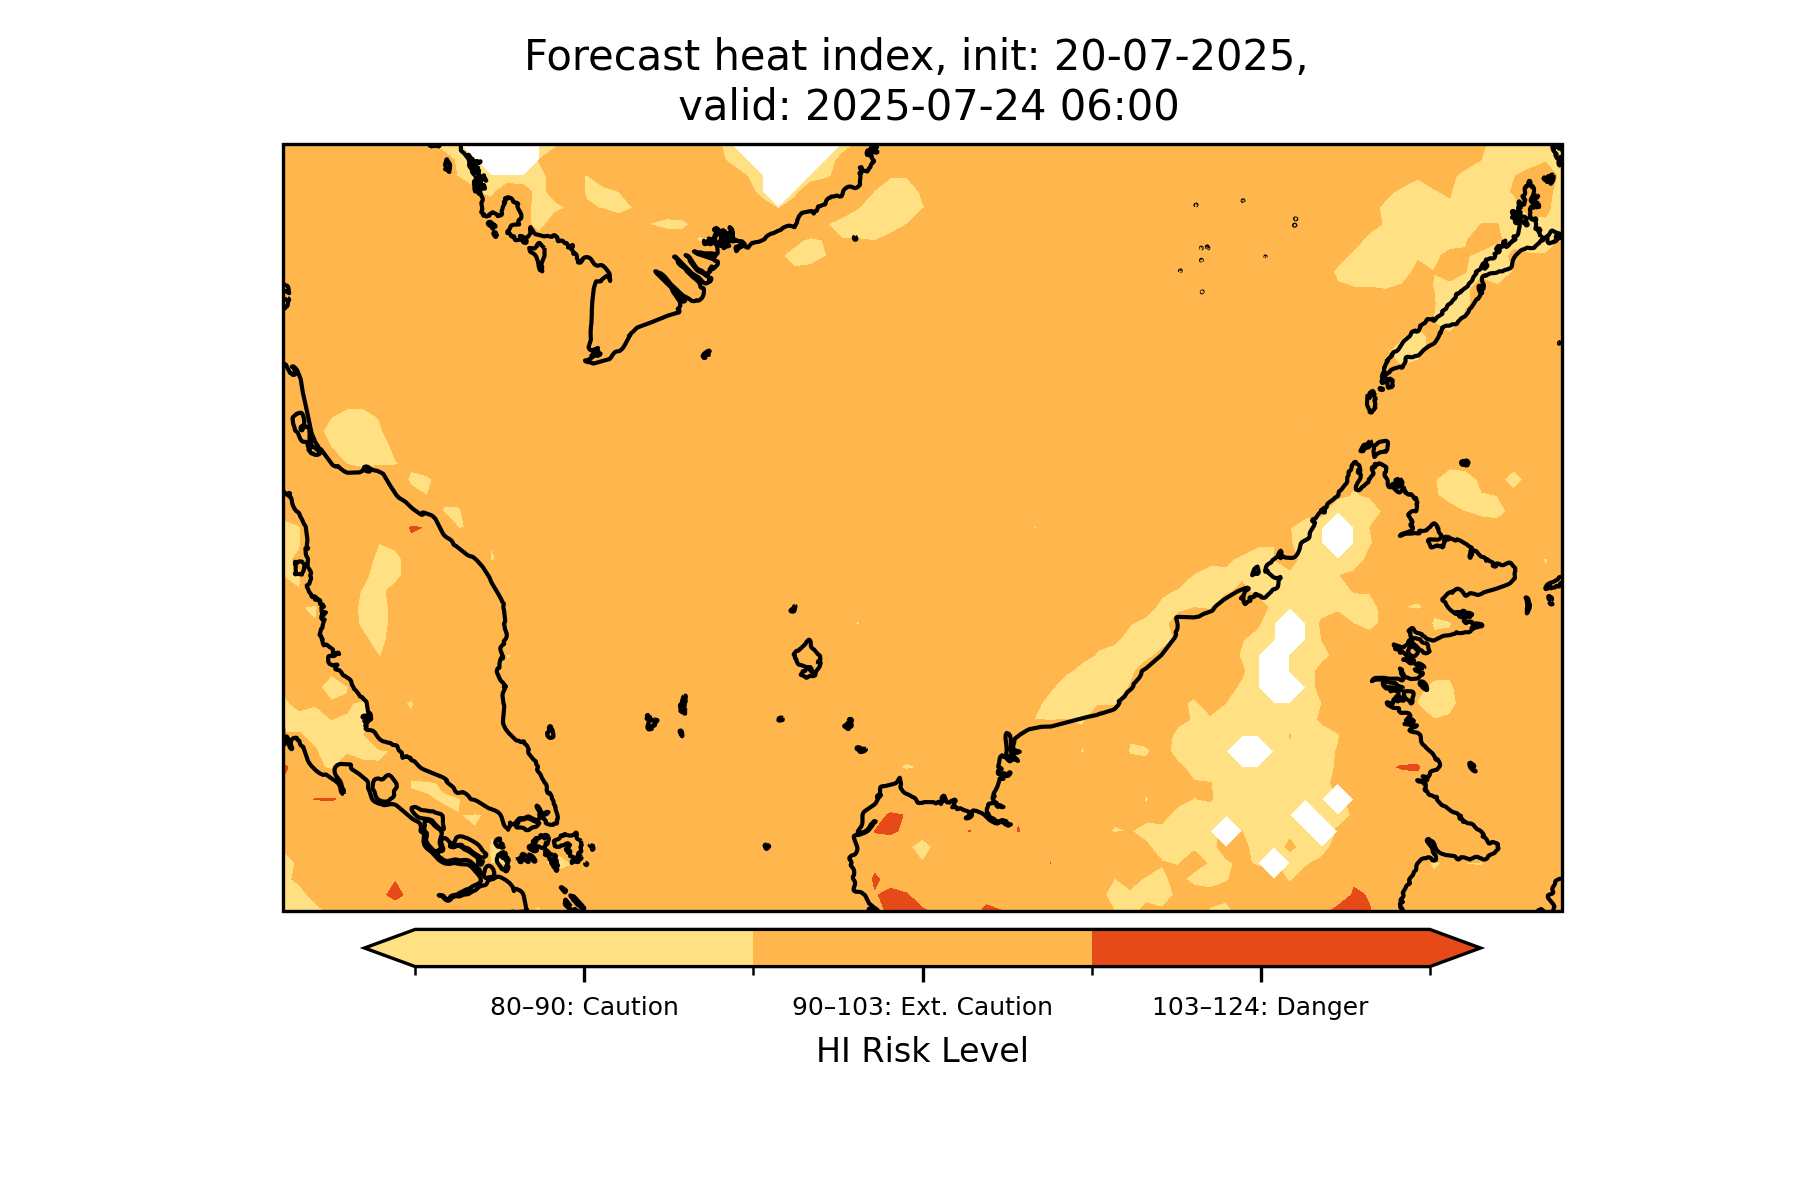 Forecast heat index, init: 20-07-2025,
valid: 2025-07-24 06:00
80–90: Caution
90–103: Ext. Caution
103–124: Danger
HI Risk Level